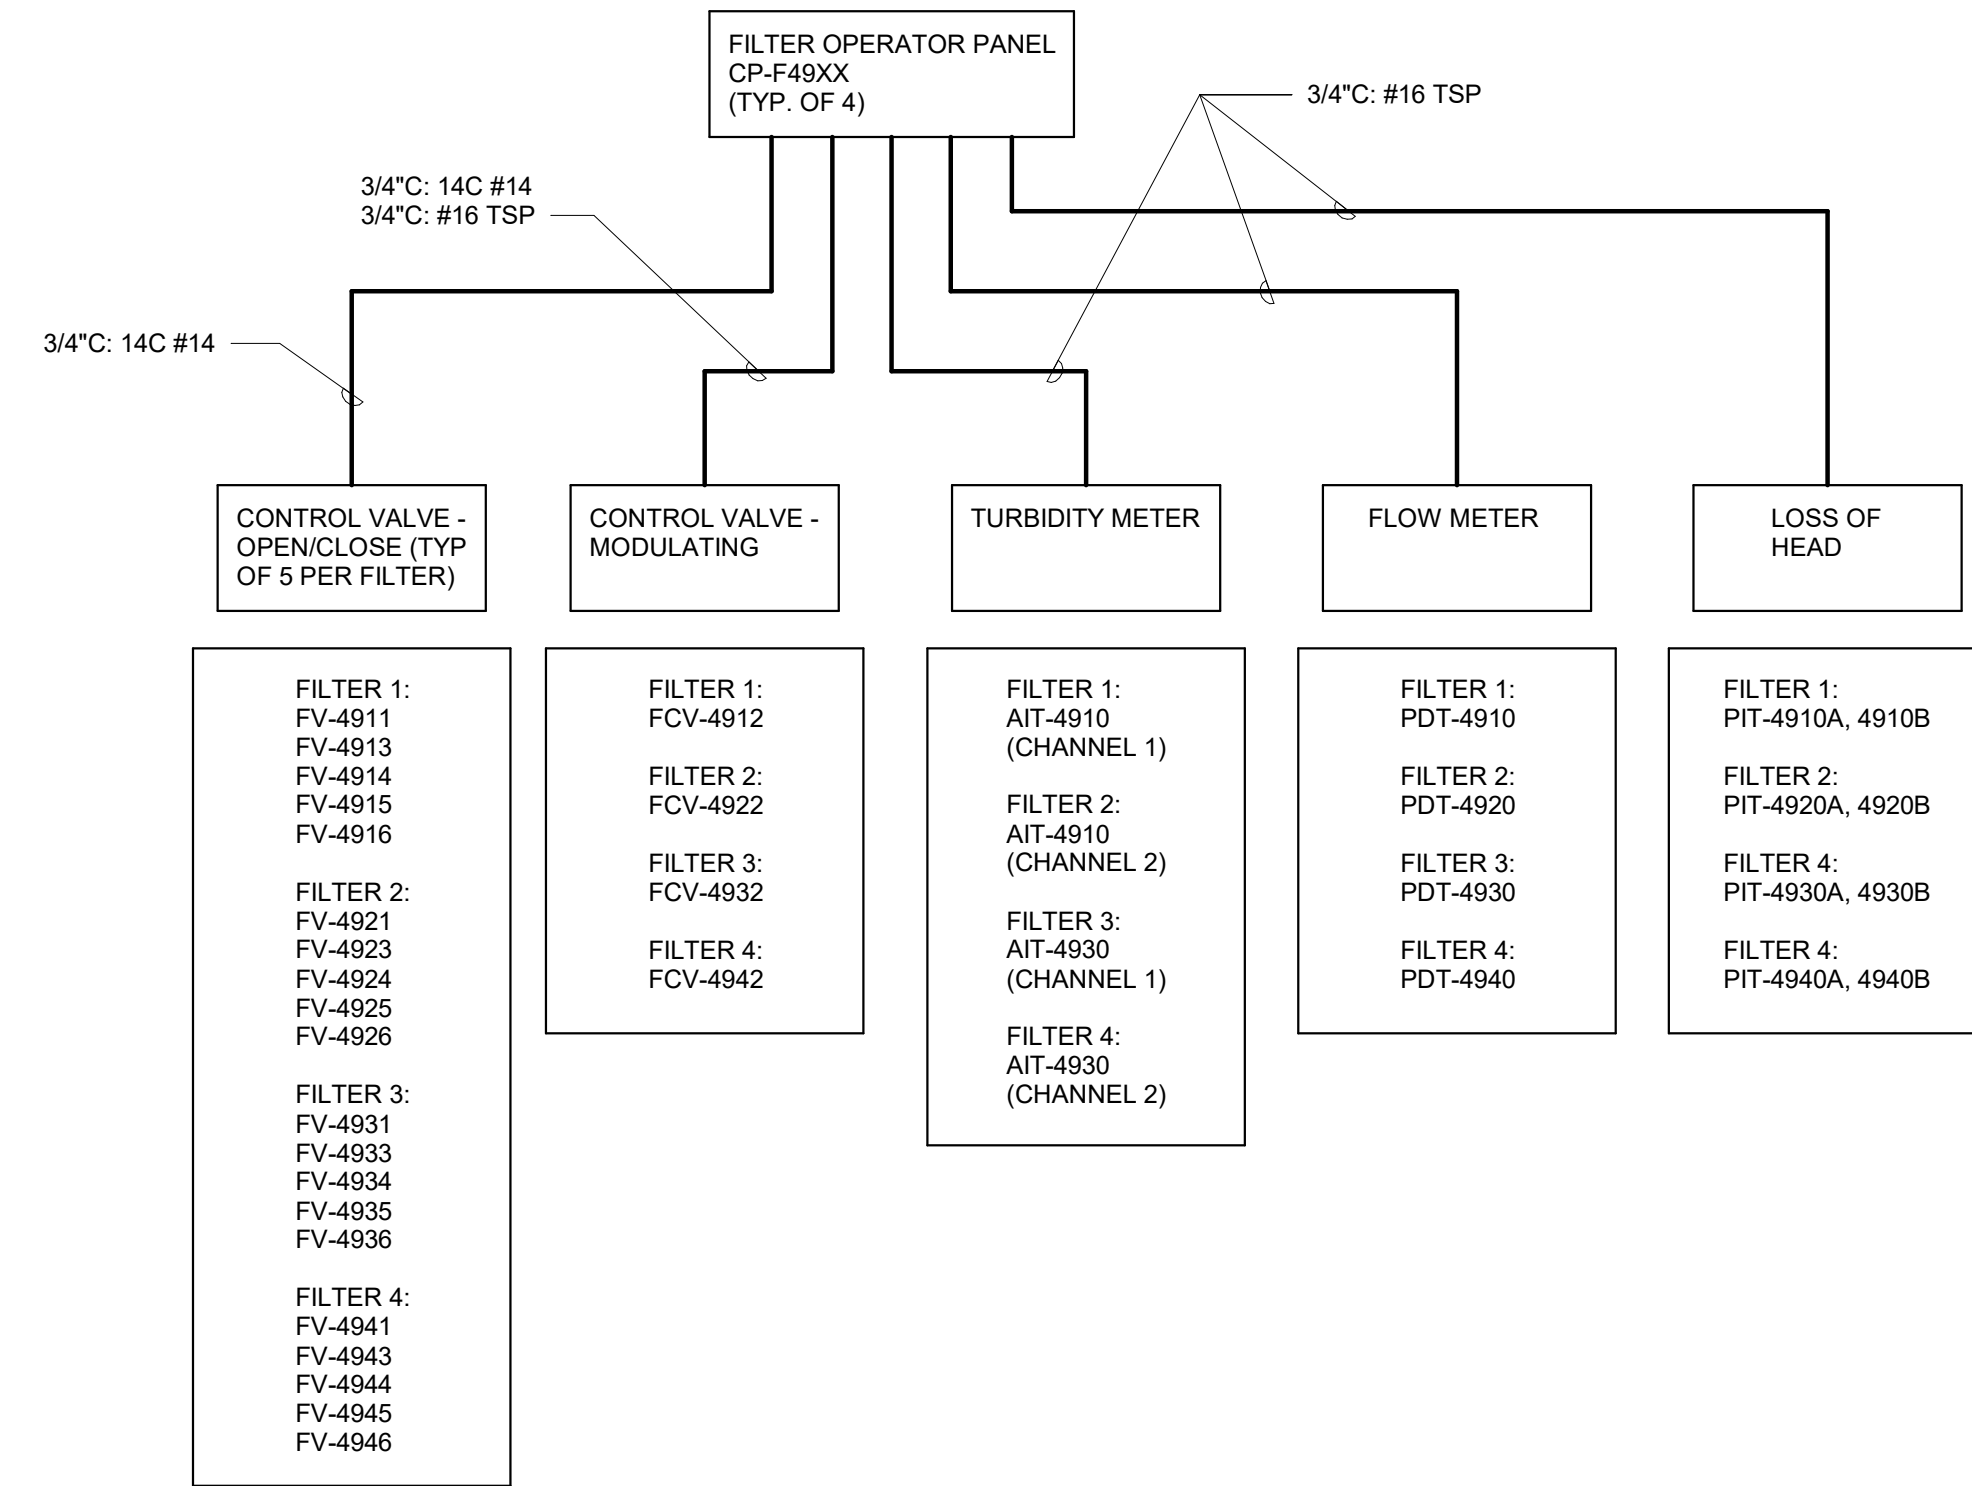 FILTER OPERATOR PANEL
CP-F49XX
(TYP. OF 4)
3/4"C: #16 TSP
3/4"C: 14C #14
3/4"C: #16 TSP
3/4"C: 14C #14
CONTROL VALVE -
OPEN/CLOSE (TYP
OF 5 PER FILTER)
CONTROL VALVE -
MODULATING
TURBIDITY METER
FLOW METER
LOSS OF
HEAD
FILTER 1:
FV-4911
FV-4913
FV-4914
FV-4915
FV-4916
FILTER 2:
FV-4921
FV-4923
FV-4924
FV-4925
FV-4926
FILTER 3:
FV-4931
FV-4933
FV-4934
FV-4935
FV-4936
FILTER 4:
FV-4941
FV-4943
FV-4944
FV-4945
FV-4946
FILTER 1:
FCV-4912
FILTER 2:
FCV-4922
FILTER 3:
FCV-4932
FILTER 4:
FCV-4942
FILTER 1:
AIT-4910
(CHANNEL 1)
FILTER 2:
AIT-4910
(CHANNEL 2)
FILTER 3:
AIT-4930
(CHANNEL 1)
FILTER 4:
AIT-4930
(CHANNEL 2)
FILTER 1:
PDT-4910
FILTER 2:
PDT-4920
FILTER 3:
PDT-4930
FILTER 4:
PDT-4940
FILTER 1:
PIT-4910A, 4910B
FILTER 2:
PIT-4920A, 4920B
FILTER 4:
PIT-4930A, 4930B
FILTER 4:
PIT-4940A, 4940B